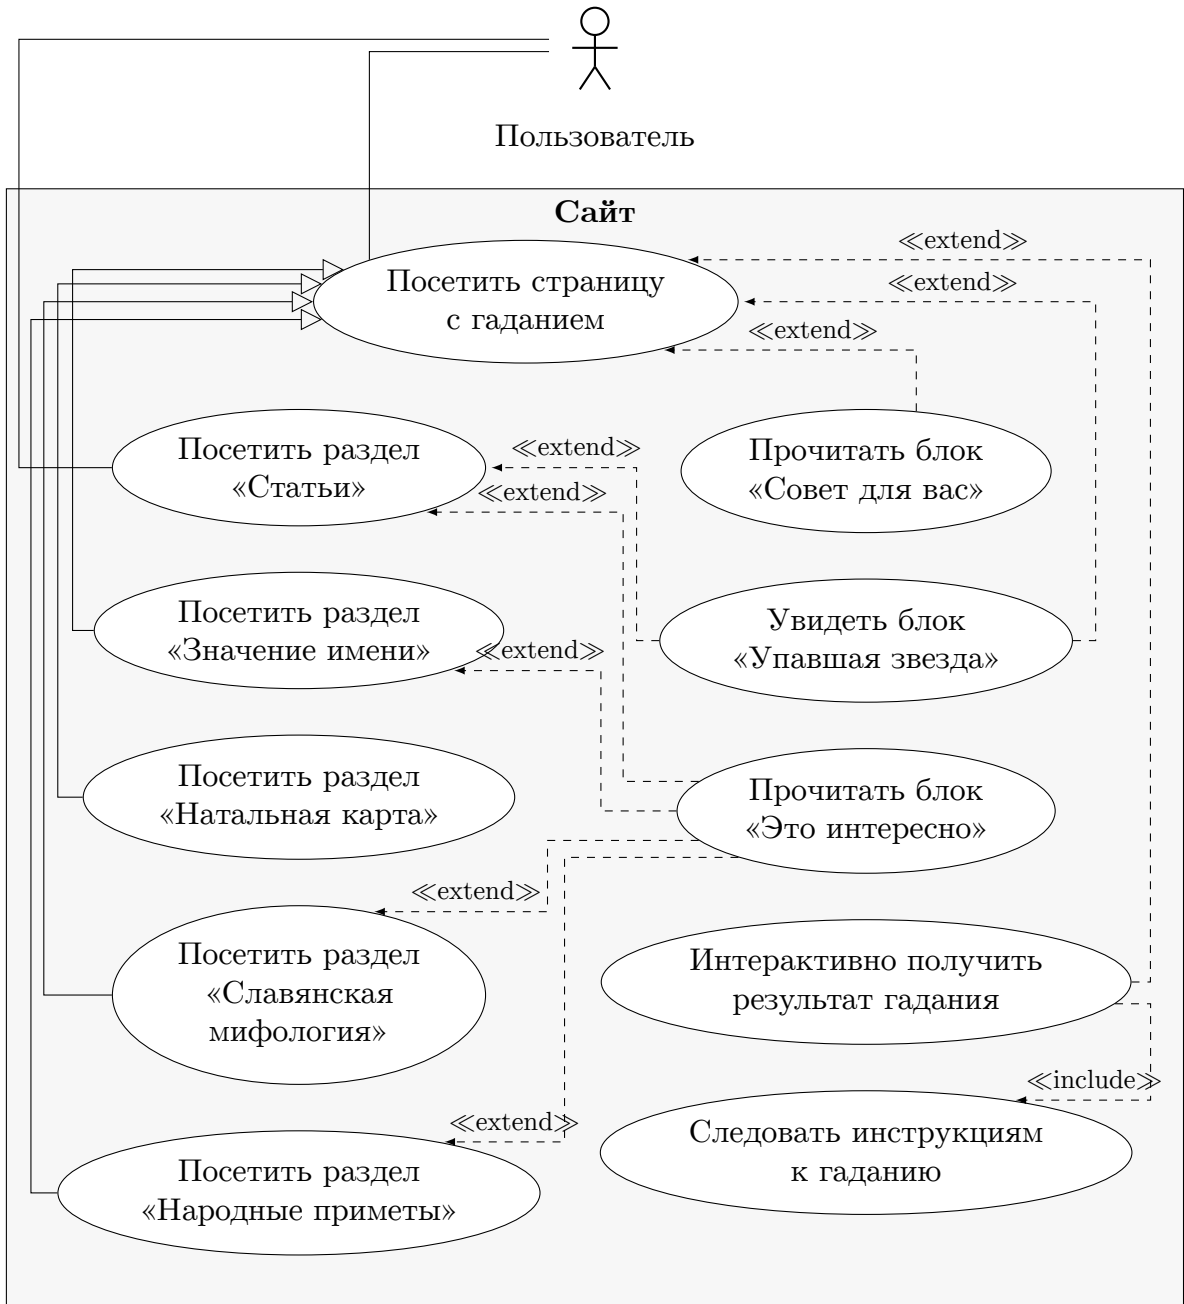 Пользователь
Сайт
≪extend≫
Посетить страницу
с гаданием
≪extend≫
≪extend≫
Посетить раздел
«Статьи»
≪extend≫
≪extend≫
Прочитать блок
«Совет для вас»
Посетить раздел
«Значение имени»
≪extend≫
Увидеть блок
«Упавшая звезда»
Посетить раздел
«Натальная карта»
Прочитать блок
«Это интересно»
≪extend≫
Посетить раздел
«Славянская
мифология»
Интерактивно получить
результат гадания
≪include≫
≪extend≫
Посетить раздел
«Народные приметы»
Следовать инструкциям
к гаданию